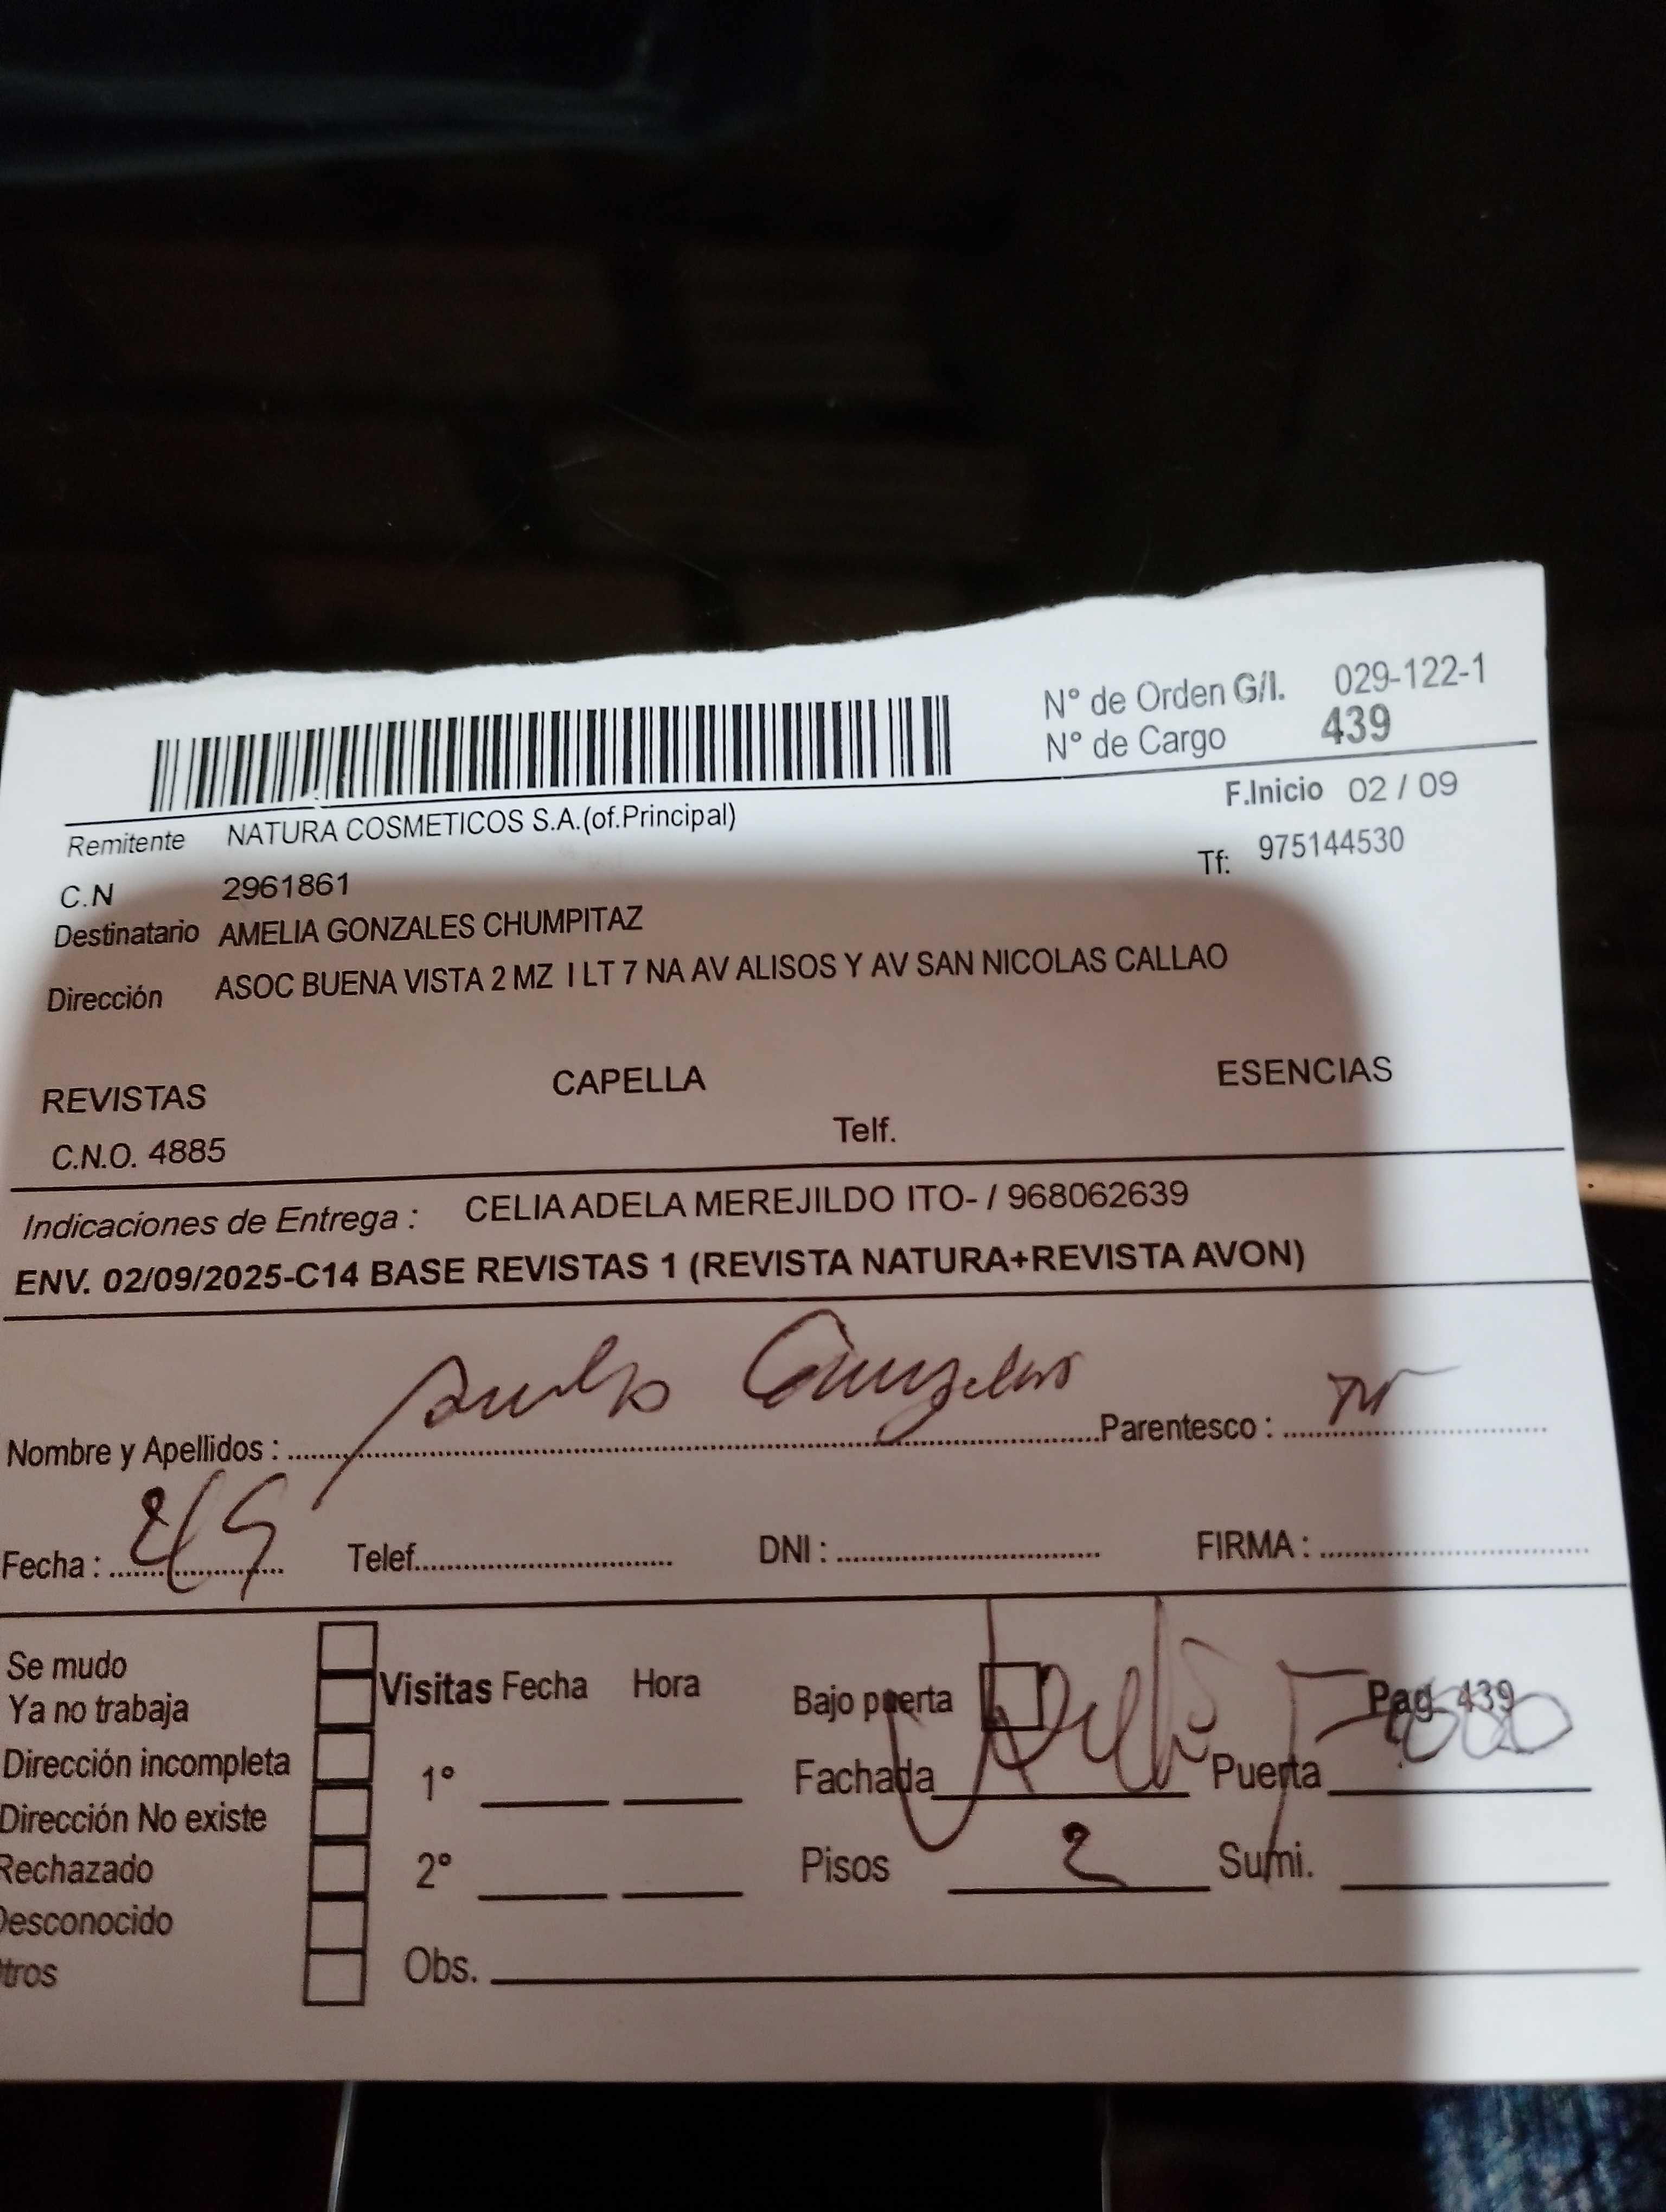 N° de Orden G/I. 029-122-1
N° de Cargo 439
Remitente NATURA COSMETICOS S.A.(of.Principal)
F.Inicio 02 / 09
C.N 2961861
Tf: 975144530
Destinatario AMELIA GONZALES CHUMPITAZ
Dirección ASOC BUENA VISTA 2 MZ I LT 7 NA AV ALISOS Y AV SAN NICOLAS CALLAO
REVISTAS CAPELLA ESENCIAS
C.N.O. 4885 Telf.
Indicaciones de Entrega : CELIA ADELA MEREJILDO ITO- / 968062639
ENV. 02/09/2025-C14 BASE REVISTAS 1 (REVISTA NATURA+REVISTA AVON)
Nombre y Apellidos : Parentesco :
Fecha : Telef. DNI : FIRMA :
Se mudo
Ya no trabaja
Dirección incompleta
Dirección No existe
Rechazado
Desconocido
tros
Visitas Fecha Hora
1°
2°
Bajo puerta Pag 439
Fachada Puerta
Pisos 2 Sumi.
Obs.